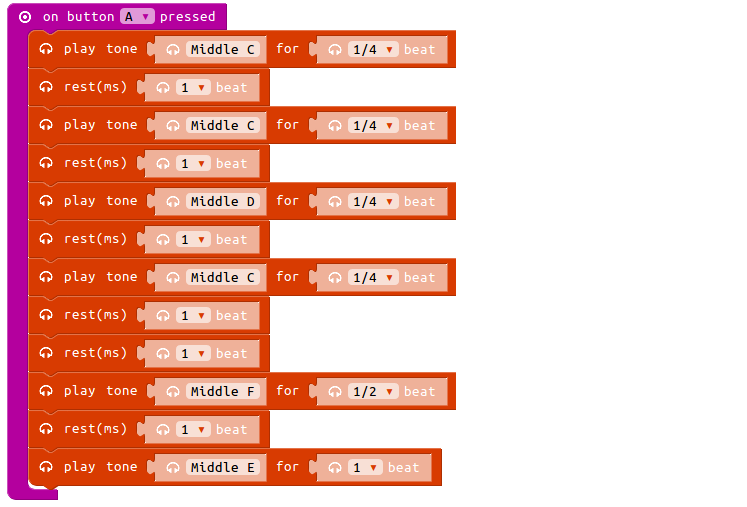 on button A ▼ pressed
play tone Middle C for 1/4 ▼ beat
rest(ms) 1 ▼ beat
play tone Middle C for 1/4 ▼ beat
rest(ms) 1 ▼ beat
play tone Middle D for 1/4 ▼ beat
rest(ms) 1 ▼ beat
play tone Middle C for 1/4 ▼ beat
rest(ms) 1 ▼ beat
rest(ms) 1 ▼ beat
play tone Middle F for 1/2 ▼ beat
rest(ms) 1 ▼ beat
play tone Middle E for 1 ▼ beat